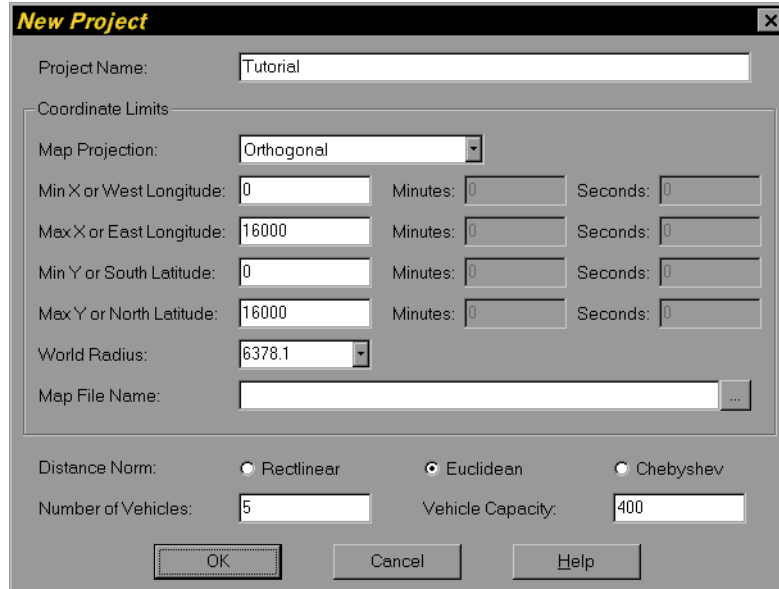 New Project
Project Name: Tutorial
Coordinate Limits
Map Projection: Orthogonal
Min X or West Longitude: 0 Minutes: 0 Seconds: 0
Max X or East Longitude: 16000 Minutes: 0 Seconds: 0
Min Y or South Latitude: 0 Minutes: 0 Seconds: 0
Max Y or North Latitude: 16000 Minutes: 0 Seconds: 0
World Radius: 6378.1
Map File Name: ...
Distance Norm: Rectlinear Euclidean Chebyshev
Number of Vehicles: 5 Vehicle Capacity: 400
OK Cancel Help